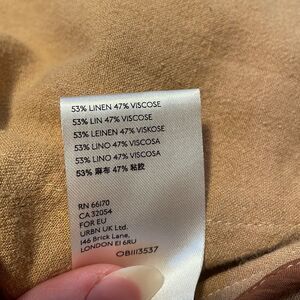 53% LINEN 47% VISCOSE
53% LIN 47% VISCOSE
53% LEINEN 47% VISKOSE
53% LINO 47% VISCOSA
53% LINO 47% VISCOSA
53% 麻布 47% 粘胶
RN 66170
CA 32054
FOR EU
URBN UK Ltd.
146 Brick Lane,
LONDON E1 6RU
OBIII3537